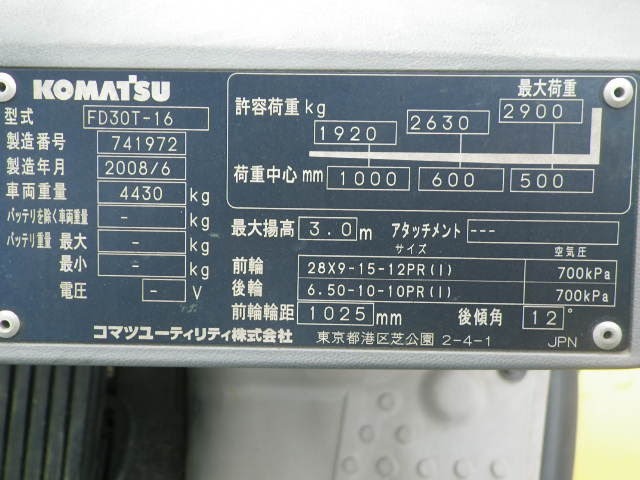 KOMATSU
型式 FD30T-16
製造番号 741972
製造年月 2008/6
車両重量 4430 kg
バッテリを除く車両重量 - kg
バッテリ重量 最大 - kg
最小 - kg
電圧 - V
最大荷重
許容荷重 kg 1920 2630 2900
荷重中心 mm 1000 600 500
最大揚高 3.0 m アタッチメント ---
サイズ 空気圧
前輪 28X9-15-12PR(I) 700kPa
後輪 6.50-10-10PR(I) 700kPa
前輪輪距 1025 mm 後傾角 12°
コマツユーティリティ株式会社 東京都港区芝公園 2-4-1 JPN